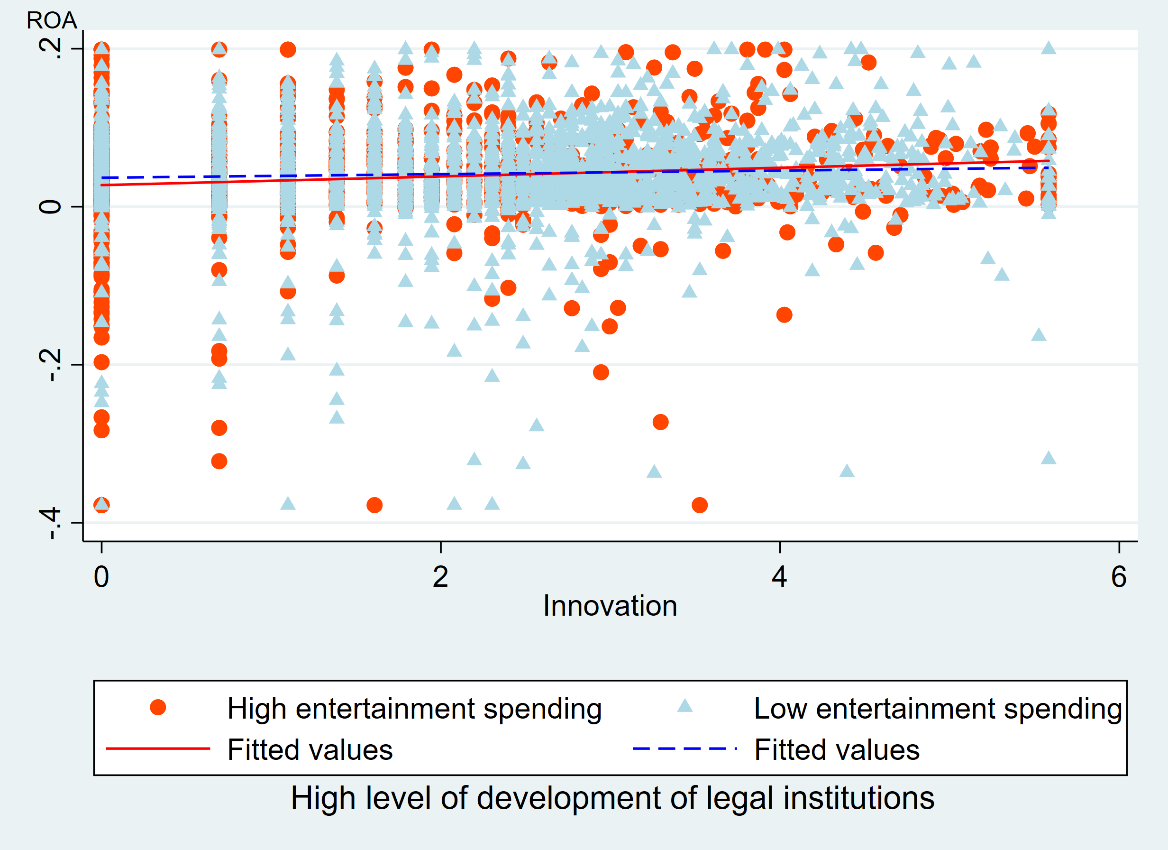 ROA
.2
0
-.2
-.4
0 2 4 6
Innovation
High entertainment spending Low entertainment spending
Fitted values Fitted values
High level of development of legal institutions